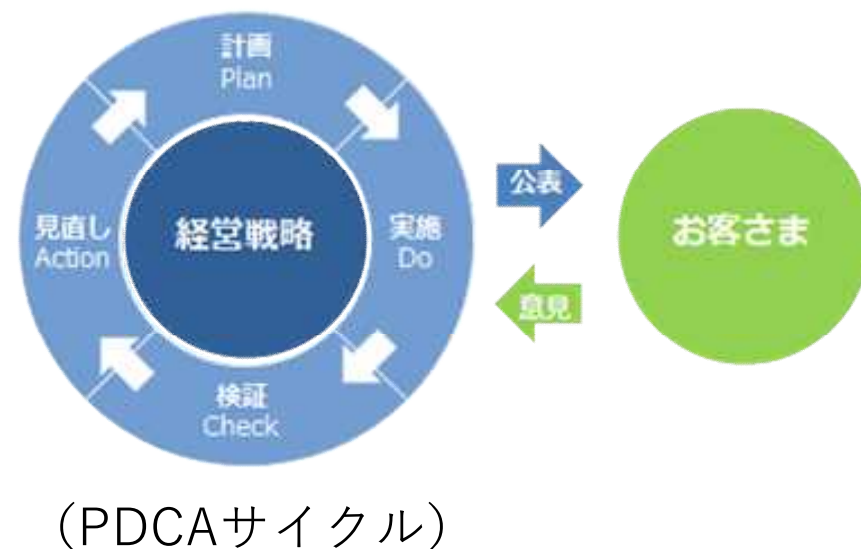 計画
Plan
公表
見直し
Action
経営戦略
実施
Do
お客さま
意見
検証
Check
（PDCAサイクル）